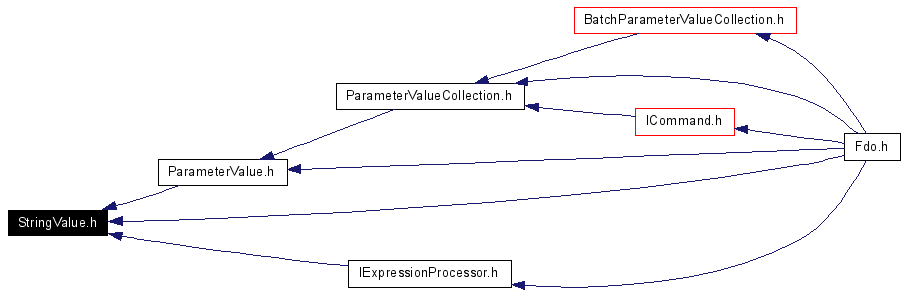 BatchParameterValueCollection.h
ParameterValueCollection.h
ICommand.h
Fdo.h
ParameterValue.h
StringValue.h
IExpressionProcessor.h